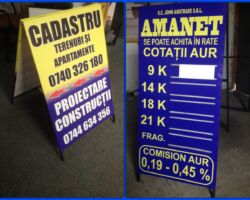 CADASTRU
TERENURI ȘI
APARTAMENTE
0740 326 180
PROIECTARE
CONSTRUCȚII
0744 634 356
AMANET
SE POATE ACHITA ÎN RATE
COTAȚII AUR
9 K
14 K
18 K
21 K
FRAG.
COMISION AUR
0,19 - 0,45 %